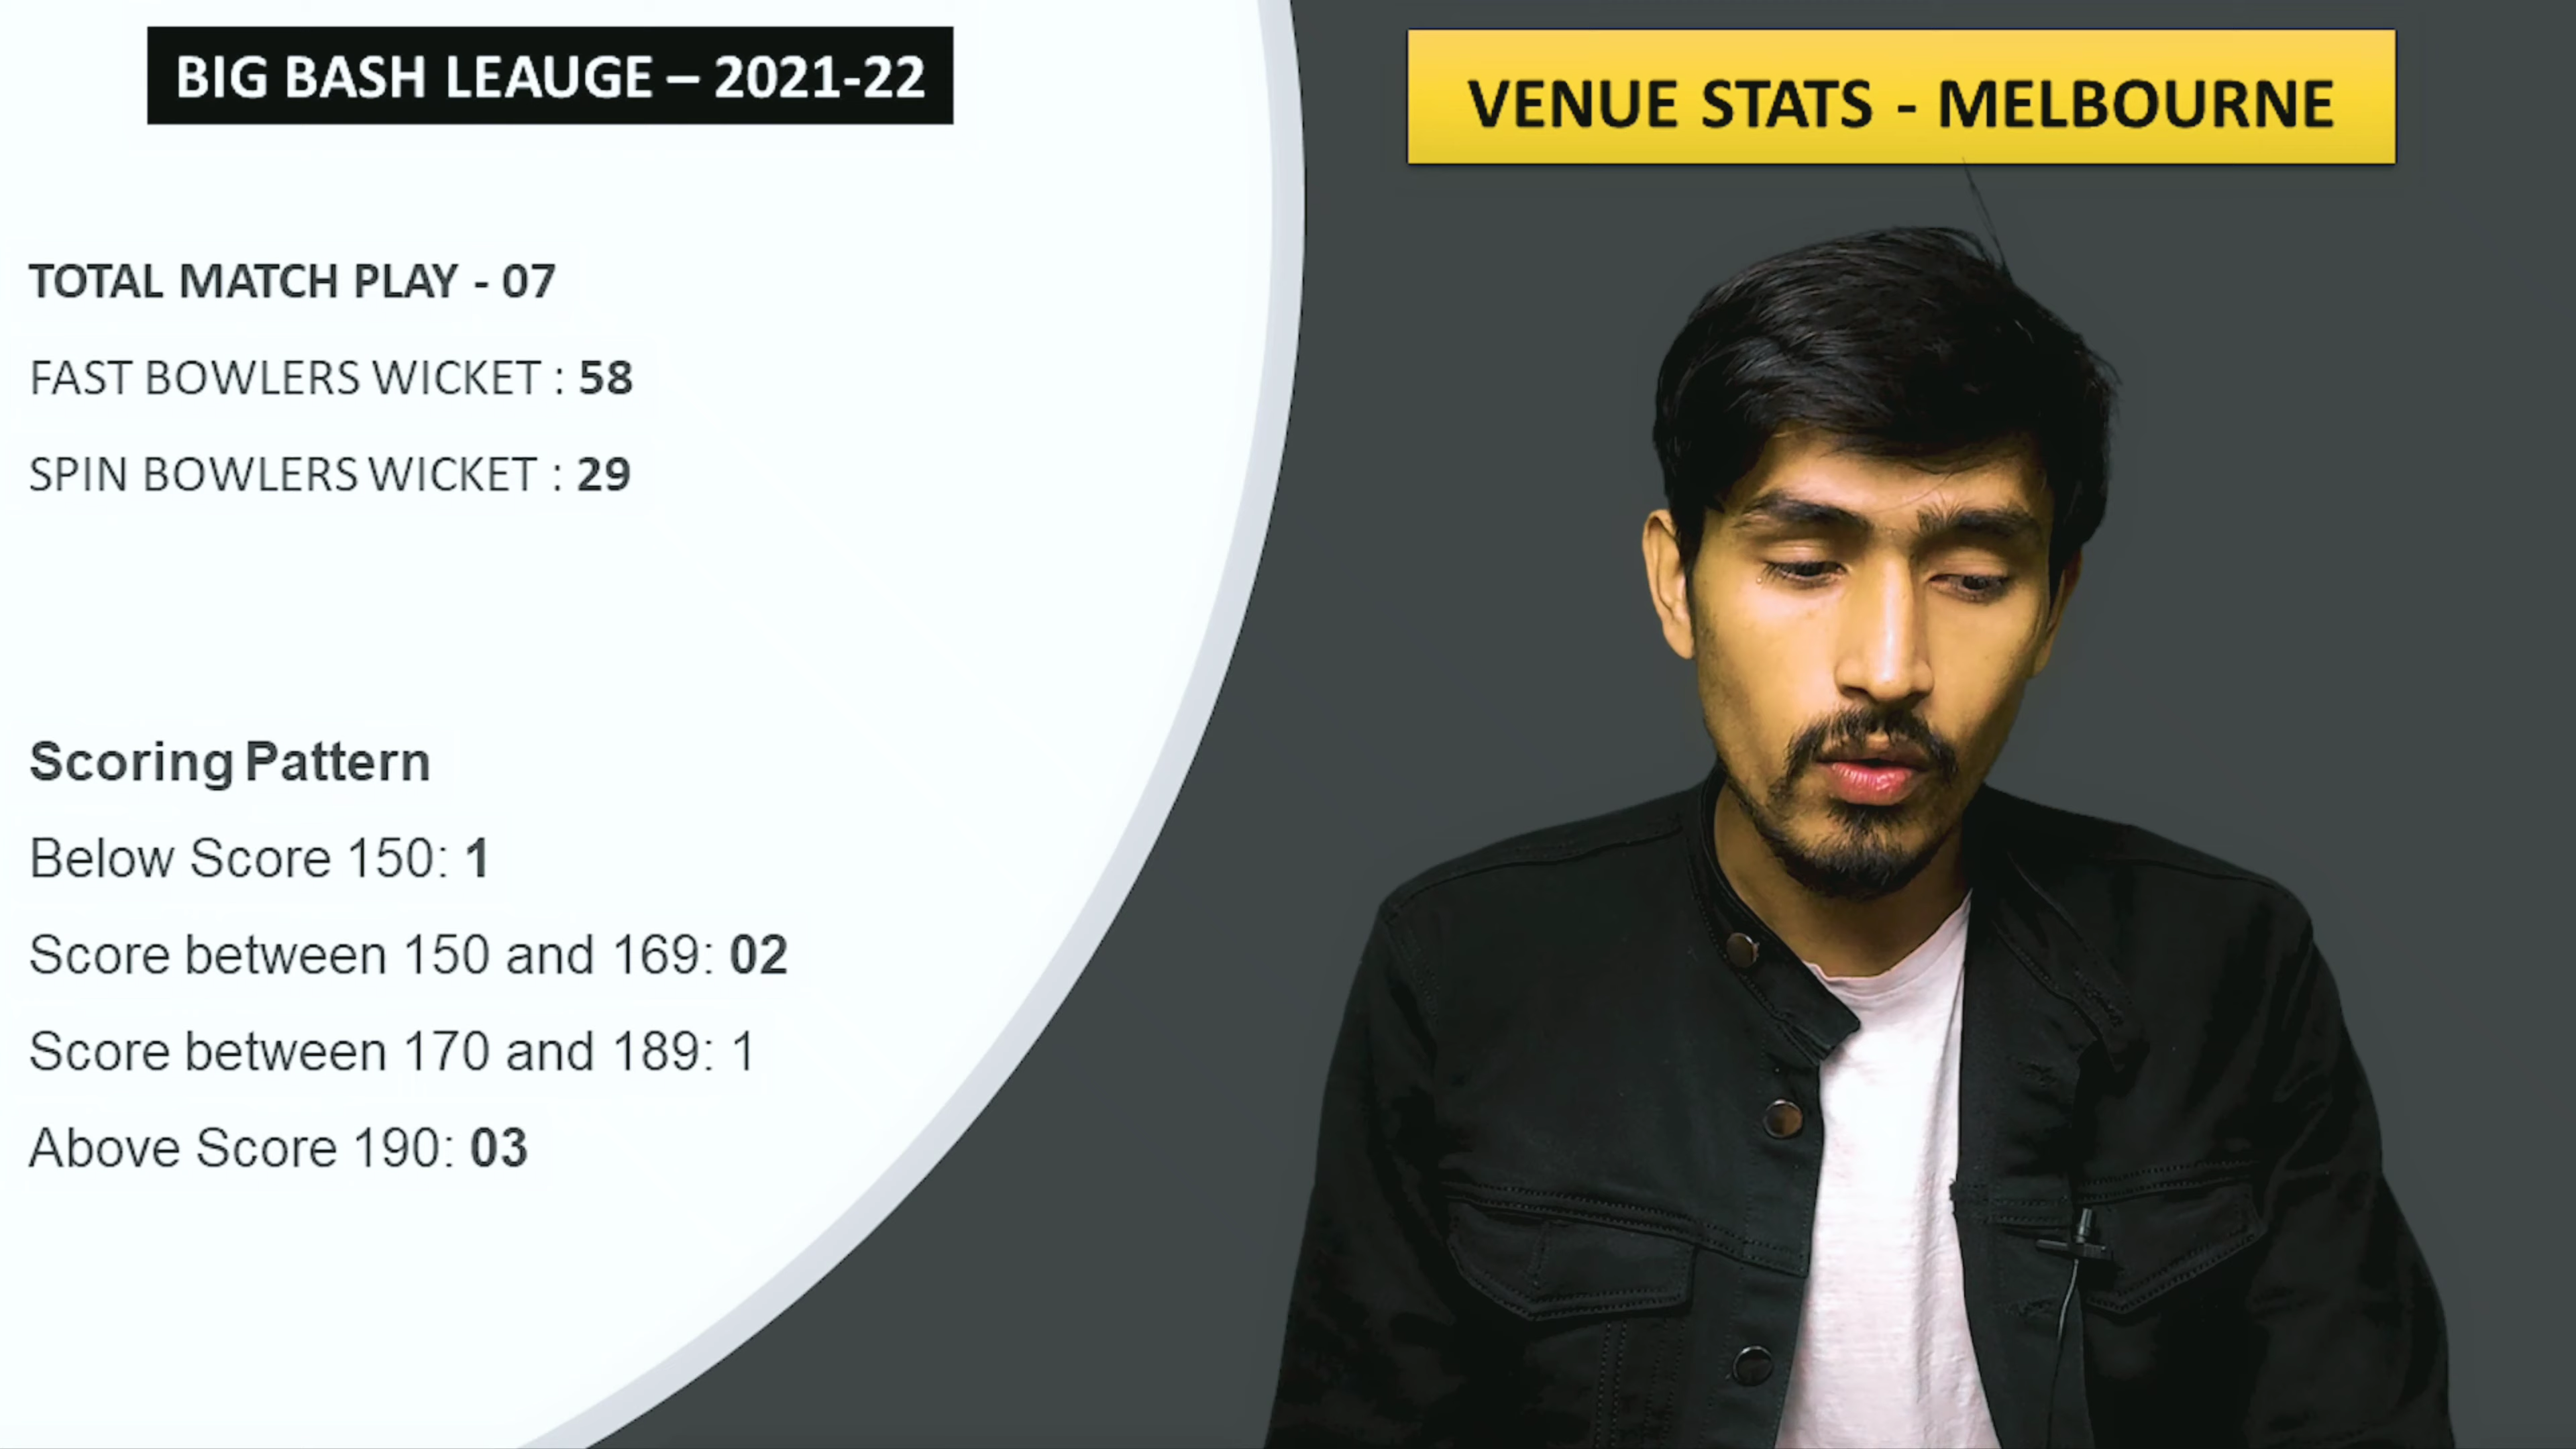 BIG BASH LEAUGE – 2021-22
VENUE STATS - MELBOURNE
TOTAL MATCH PLAY - 07
FAST BOWLERS WICKET : 58
SPIN BOWLERS WICKET : 29
Scoring Pattern
Below Score 150: 1
Score between 150 and 169: 02
Score between 170 and 189: 1
Above Score 190: 03